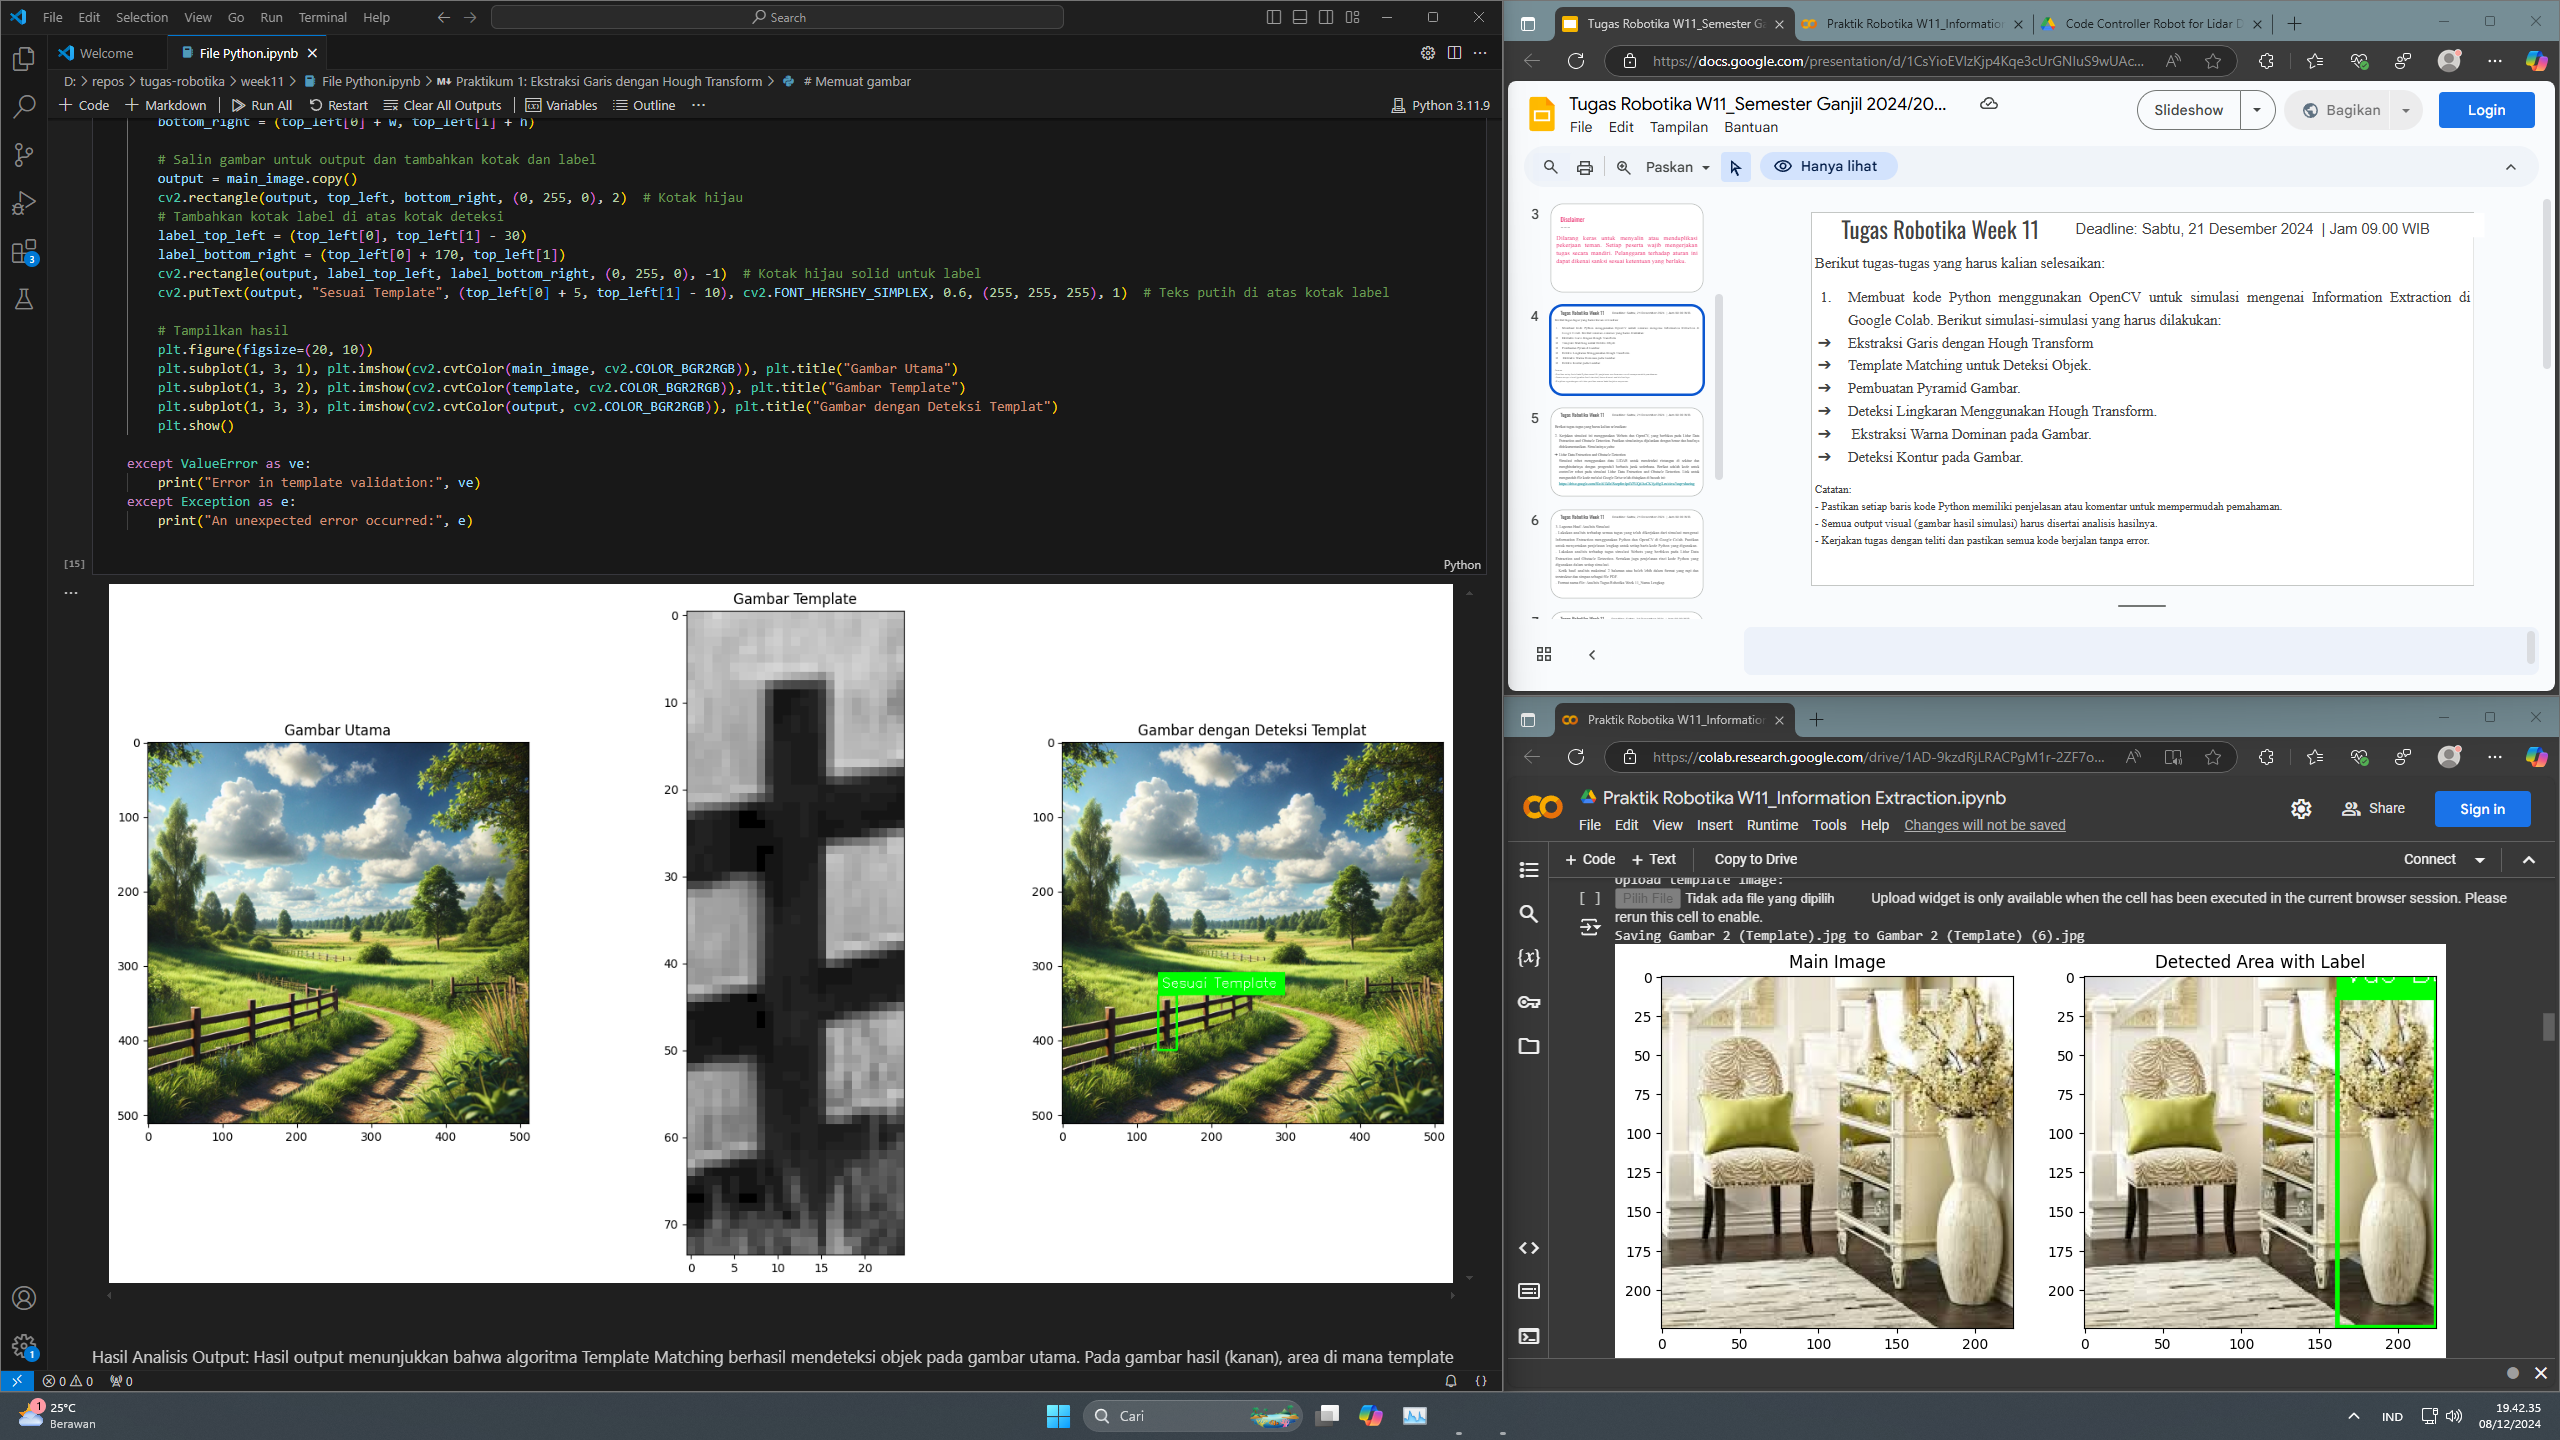 File Edit Selection View Go Run Terminal Help
Search
Welcome
File Python.ipynb
D: > repos > tugas-robotika > week11 > File Python.ipynb > Praktikum 1: Ekstraksi Garis dengan Hough Transform > # Memuat gambar
Code Markdown Run All Restart Clear All Outputs Variables Outline ...
Python 3.11.9
bottom_right = (top_left[0] + w, top_left[1] + h)
# Salin gambar untuk output dan tambahkan kotak dan label
output = main_image.copy()
cv2.rectangle(output, top_left, bottom_right, (0, 255, 0), 2)  # Kotak hijau
# Tambahkan kotak label di atas kotak deteksi
label_top_left = (top_left[0], top_left[1] - 30)
label_bottom_right = (top_left[0] + 170, top_left[1])
cv2.rectangle(output, label_top_left, label_bottom_right, (0, 255, 0), -1)  # Kotak hijau solid untuk label
cv2.putText(output, "Sesuai Template", (top_left[0] + 5, top_left[1] - 10), cv2.FONT_HERSHEY_SIMPLEX, 0.6, (255, 255, 255), 1)  # Teks putih di atas kotak label
# Tampilkan hasil
plt.figure(figsize=(20, 10))
plt.subplot(1, 3, 1), plt.imshow(cv2.cvtColor(main_image, cv2.COLOR_BGR2RGB)), plt.title("Gambar Utama")
plt.subplot(1, 3, 2), plt.imshow(cv2.cvtColor(template, cv2.COLOR_BGR2RGB)), plt.title("Gambar Template")
plt.subplot(1, 3, 3), plt.imshow(cv2.cvtColor(output, cv2.COLOR_BGR2RGB)), plt.title("Gambar dengan Deteksi Templat")
plt.show()
except ValueError as ve:
print("Error in template validation:", ve)
except Exception as e:
print("An unexpected error occurred:", e)
[15]
Python
Gambar Utama
0 100 200 300 400 500
0 100 200 300 400 500
Gambar Template
0 10 20 30 40 50 60 70
0 5 10 15 20
Gambar dengan Deteksi Templat
0 100 200 300 400 500
Sesuai Template
0 100 200 300 400 500
Hasil Analisis Output: Hasil output menunjukkan bahwa algoritma Template Matching berhasil mendeteksi objek pada gambar utama. Pada gambar hasil (kanan), area di mana template
0 0 0
Tugas Robotika W11_Semester Ga
Praktik Robotika W11_Information
Code Controller Robot for Lidar D
https://docs.google.com/presentation/d/1CsYioEVlzKjp4Kqe3cUrGNIuS9wUAc...
Tugas Robotika W11_Semester Ganjil 2024/20...
File Edit Tampilan Bantuan
Slideshow
Bagikan
Login
Paskan
Hanya lihat
3
Disclaimer
4
5
6
Tugas Robotika Week 11
Deadline: Sabtu, 21 Desember 2024 | Jam 09.00 WIB
Berikut tugas-tugas yang harus kalian selesaikan:
1. Membuat kode Python menggunakan OpenCV untuk simulasi mengenai Information Extraction di
Google Colab. Berikut simulasi-simulasi yang harus dilakukan:
➔ Ekstraksi Garis dengan Hough Transform
➔ Template Matching untuk Deteksi Objek.
➔ Pembuatan Pyramid Gambar.
➔ Deteksi Lingkaran Menggunakan Hough Transform.
➔ Ekstraksi Warna Dominan pada Gambar.
➔ Deteksi Kontur pada Gambar.
Catatan:
- Pastikan setiap baris kode Python memiliki penjelasan atau komentar untuk mempermudah pemahaman.
- Semua output visual (gambar hasil simulasi) harus disertai analisis hasilnya.
- Kerjakan tugas dengan teliti dan pastikan semua kode berjalan tanpa error.
Praktik Robotika W11_Information
https://colab.research.google.com/drive/1AD-9kzdRjLRACPgM1r-2ZF7o...
Praktik Robotika W11_Information Extraction.ipynb
File Edit View Insert Runtime Tools Help Changes will not be saved
Share
Sign in
+ Code + Text Copy to Drive
Connect
Upload template image:
[ ] Pilih File Tidak ada file yang dipilih Upload widget is only available when the cell has been executed in the current browser session. Please
rerun this cell to enable.
Saving Gambar 2 (Template).jpg to Gambar 2 (Template) (6).jpg
Main Image
0 25 50 75 100 125 150 175 200
0 50 100 150 200
Detected Area with Label
0 25 50 75 100 125 150 175 200
0 50 100 150 200
25°C
Berawan
Cari
IND
19.42.35
08/12/2024